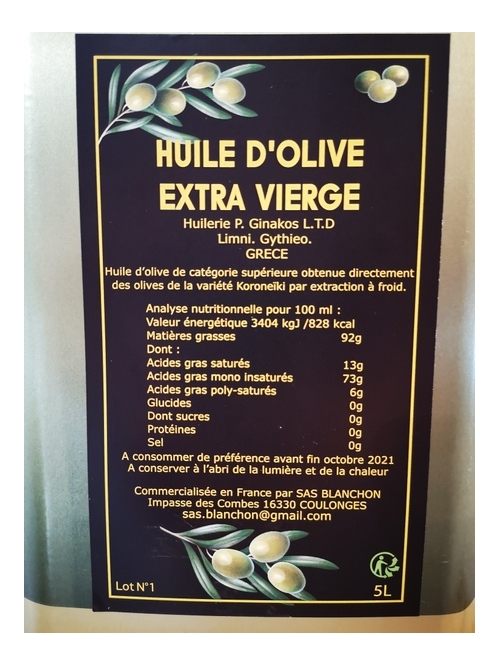 HUILE D'OLIVE
EXTRA VIERGE
Huilerie P. Ginakos L.T.D
Limni. Gythieo.
GRECE
Huile d'olive de catégorie supérieure obtenue directement
des olives de la variété Koroneïki par extraction à froid.
Analyse nutritionnelle pour 100 ml :
Valeur énergétique 3404 kgJ /828 kcal
Matières grasses 92g
Dont :
Acides gras saturés 13g
Acides gras mono insaturés 73g
Acides gras poly-saturés 6g
Glucides 0g
Dont sucres 0g
Protéines 0g
Sel 0g
A consommer de préférence avant fin octobre 2021
A conserver à l'abri de la lumière et de la chaleur
Commercialisée en France par SAS BLANCHON
Impasse des Combes 16330 COULONGES
sas.blanchon@gmail.com
Lot N°1 5L